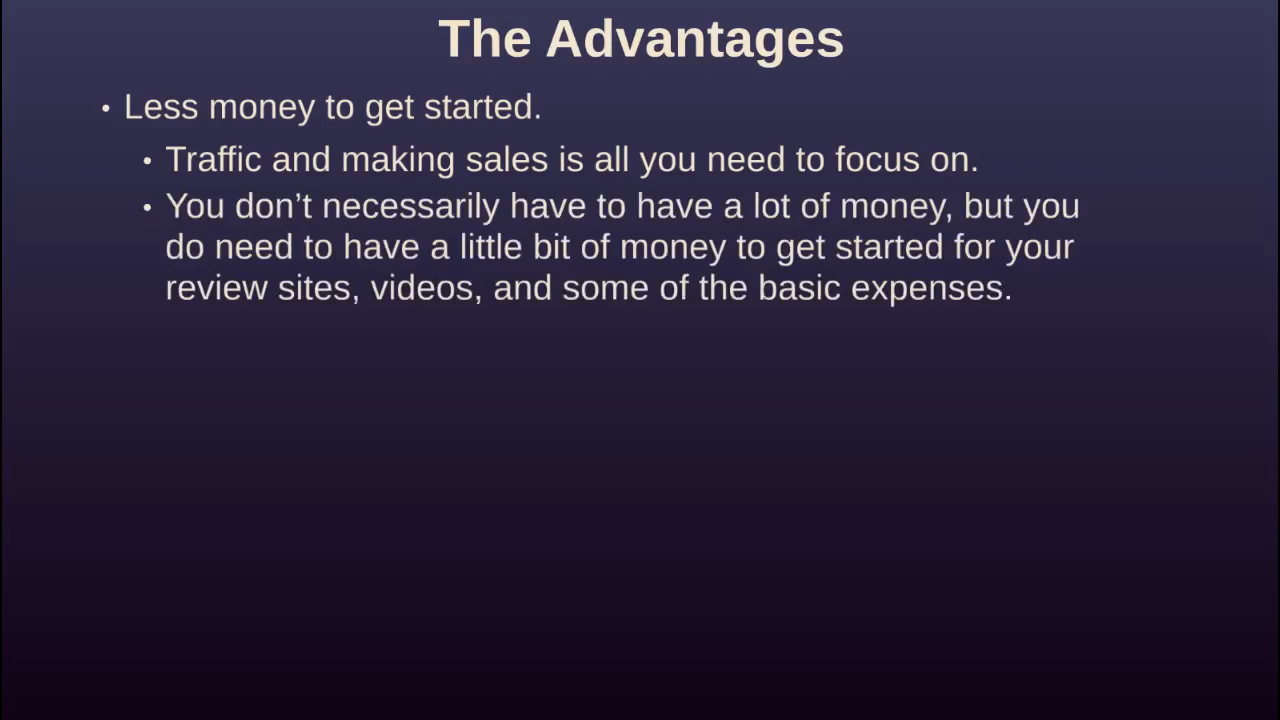 The Advantages
• Less money to get started.
• Traffic and making sales is all you need to focus on.
• You don’t necessarily have to have a lot of money, but you
do need to have a little bit of money to get started for your
review sites, videos, and some of the basic expenses.